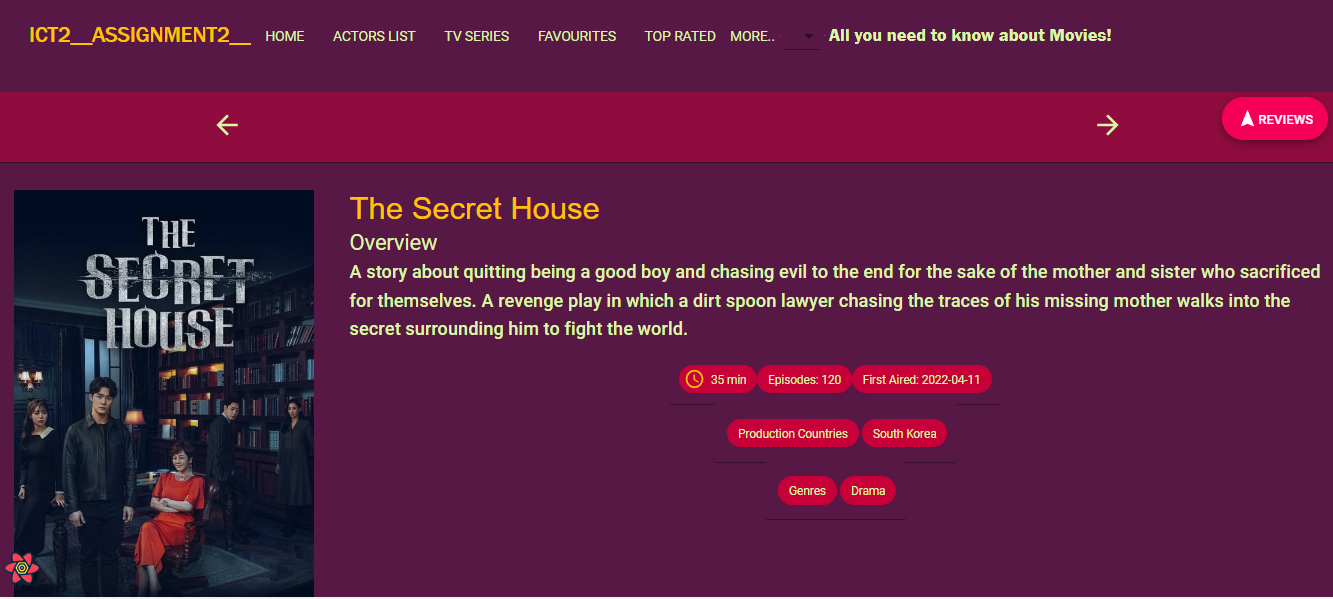 ICT2__ASSIGNMENT2__ HOME ACTORS LIST TV SERIES FAVOURITES TOP RATED MORE.. All you need to know about Movies!
REVIEWS
THE
SECRET
HOUSE
The Secret House
Overview
A story about quitting being a good boy and chasing evil to the end for the sake of the mother and sister who sacrificed
for themselves. A revenge play in which a dirt spoon lawyer chasing the traces of his missing mother walks into the
secret surrounding him to fight the world.
35 min Episodes: 120 First Aired: 2022-04-11
Production Countries South Korea
Genres Drama